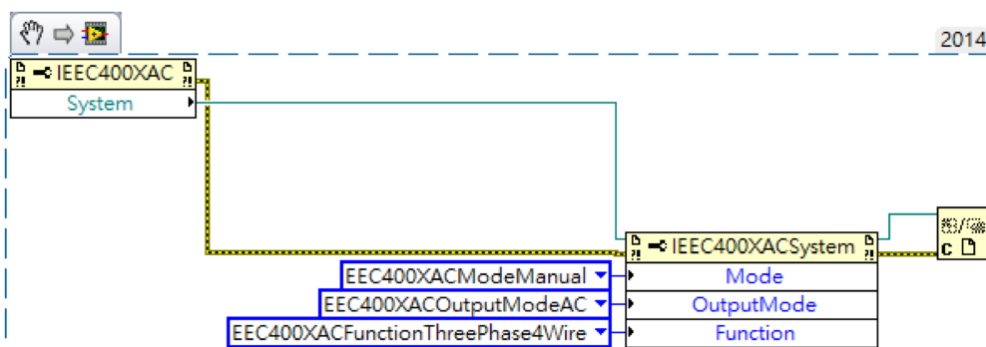 2014
IEEC400XAC
System
IEEC400XACSystem
EEC400XACModeManual
Mode
EEC400XACOutputModeAC
OutputMode
EEC400XACFunctionThreePhase4Wire
Function
C